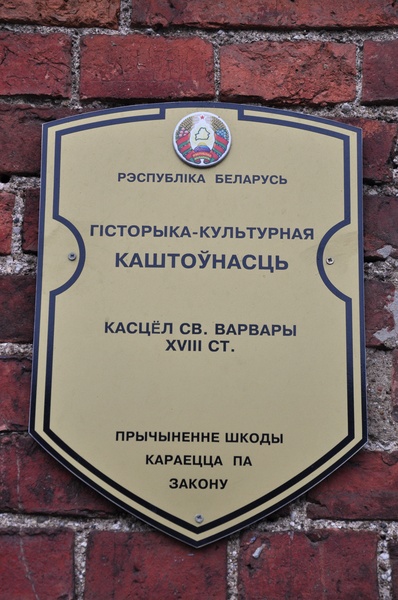 РЭСПУБЛІКА БЕЛАРУСЬ
ГІСТОРЫКА-КУЛЬТУРНАЯ
КАШТОЎНАСЦЬ
КАСЦЁЛ СВ. ВАРВАРЫ
XVIII СТ.
ПРЫЧЫНЕННЕ ШКОДЫ
КАРАЕЦЦА ПА
ЗАКОНУ